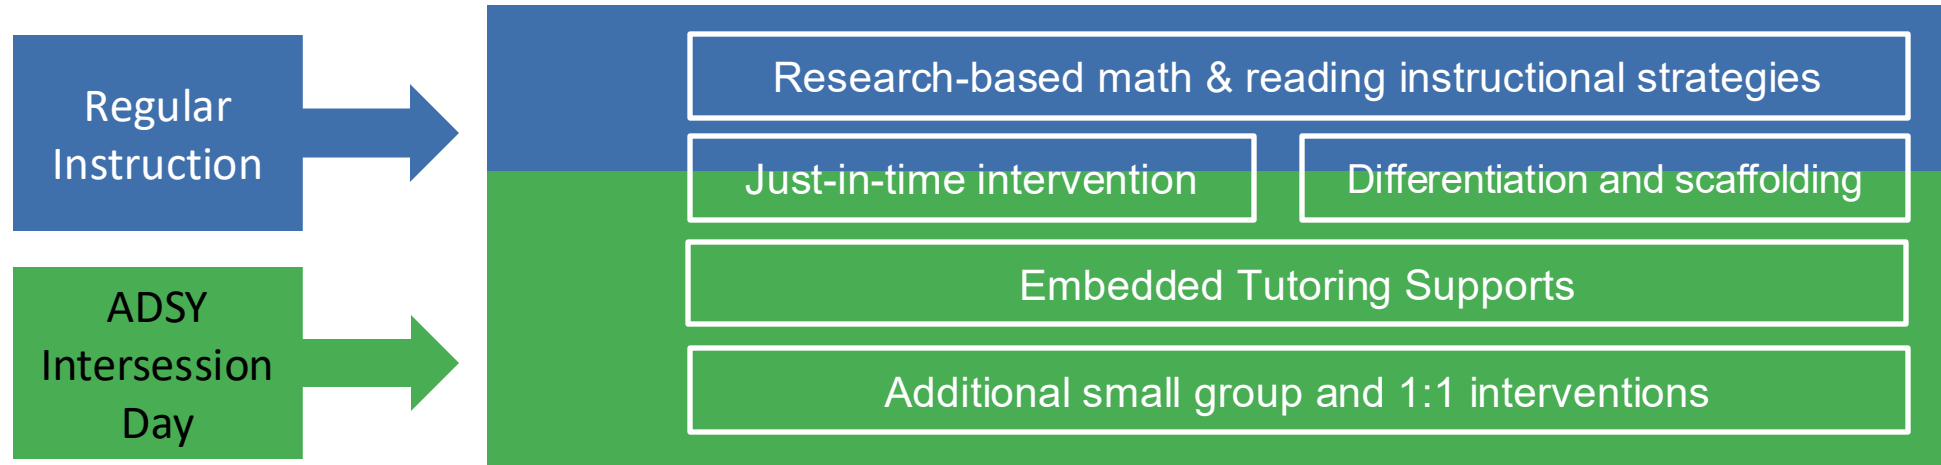 Regular
Instruction
Research-based math & reading instructional strategies
Just-in-time intervention
Differentiation and scaffolding
ADSY
Intersession
Day
Embedded Tutoring Supports
Additional small group and 1:1 interventions